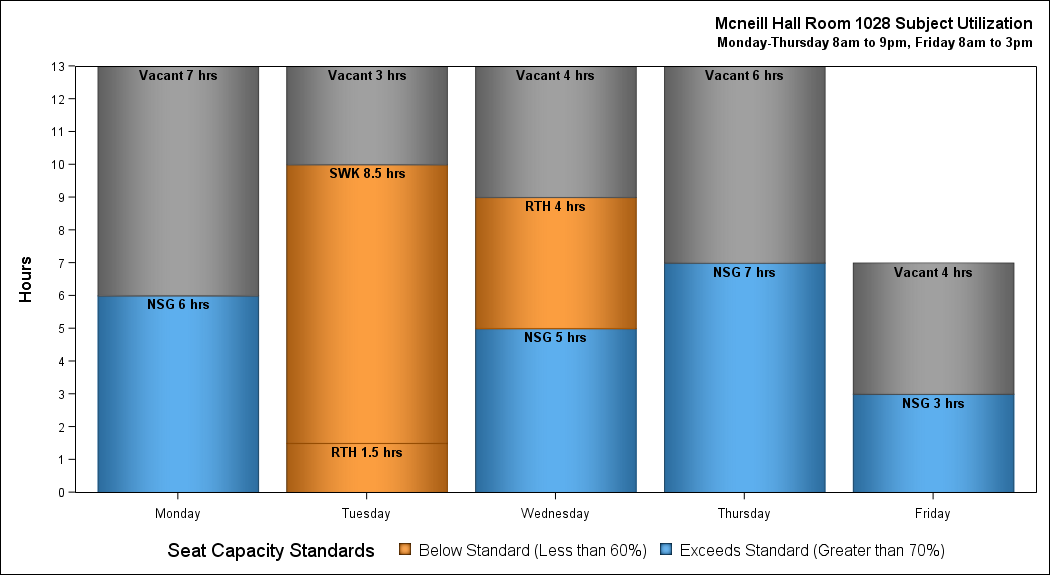 Mcneill Hall Room 1028 Subject Utilization
Monday-Thursday 8am to 9pm, Friday 8am to 3pm
Hours
13
12
11
10
9
8
7
6
5
4
3
2
1
0
Vacant 7 hrs
NSG 6 hrs
Vacant 3 hrs
SWK 8.5 hrs
RTH 1.5 hrs
Vacant 4 hrs
RTH 4 hrs
NSG 5 hrs
Vacant 6 hrs
NSG 7 hrs
Vacant 4 hrs
NSG 3 hrs
Monday Tuesday Wednesday Thursday Friday
Seat Capacity Standards Below Standard (Less than 60%) Exceeds Standard (Greater than 70%)